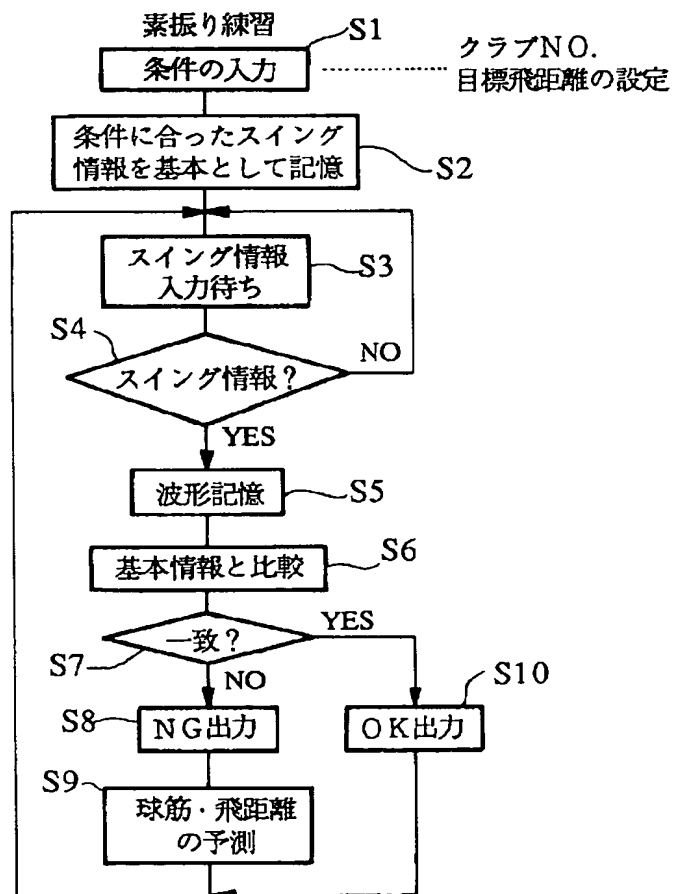 素振り練習
S1
条件の入力
クラブNO.
目標飛距離の設定
条件に合ったスイング
情報を基本として記憶
S2
スイング情報
入力待ち
S3
S4
スイング情報？
NO
YES
波形記憶
S5
基本情報と比較
S6
一致？
YES
S7
NO
S10
S8
NG出力
OK出力
S9
球筋・飛距離
の予測